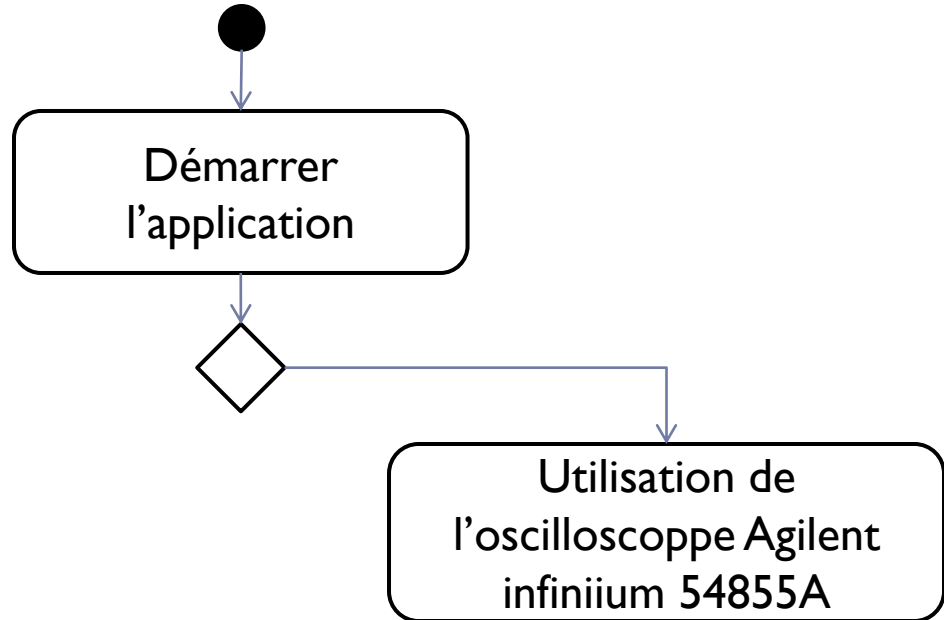 Démarrer
l’application
Utilisation de
l’oscilloscoppe Agilent
infiniium 54855A